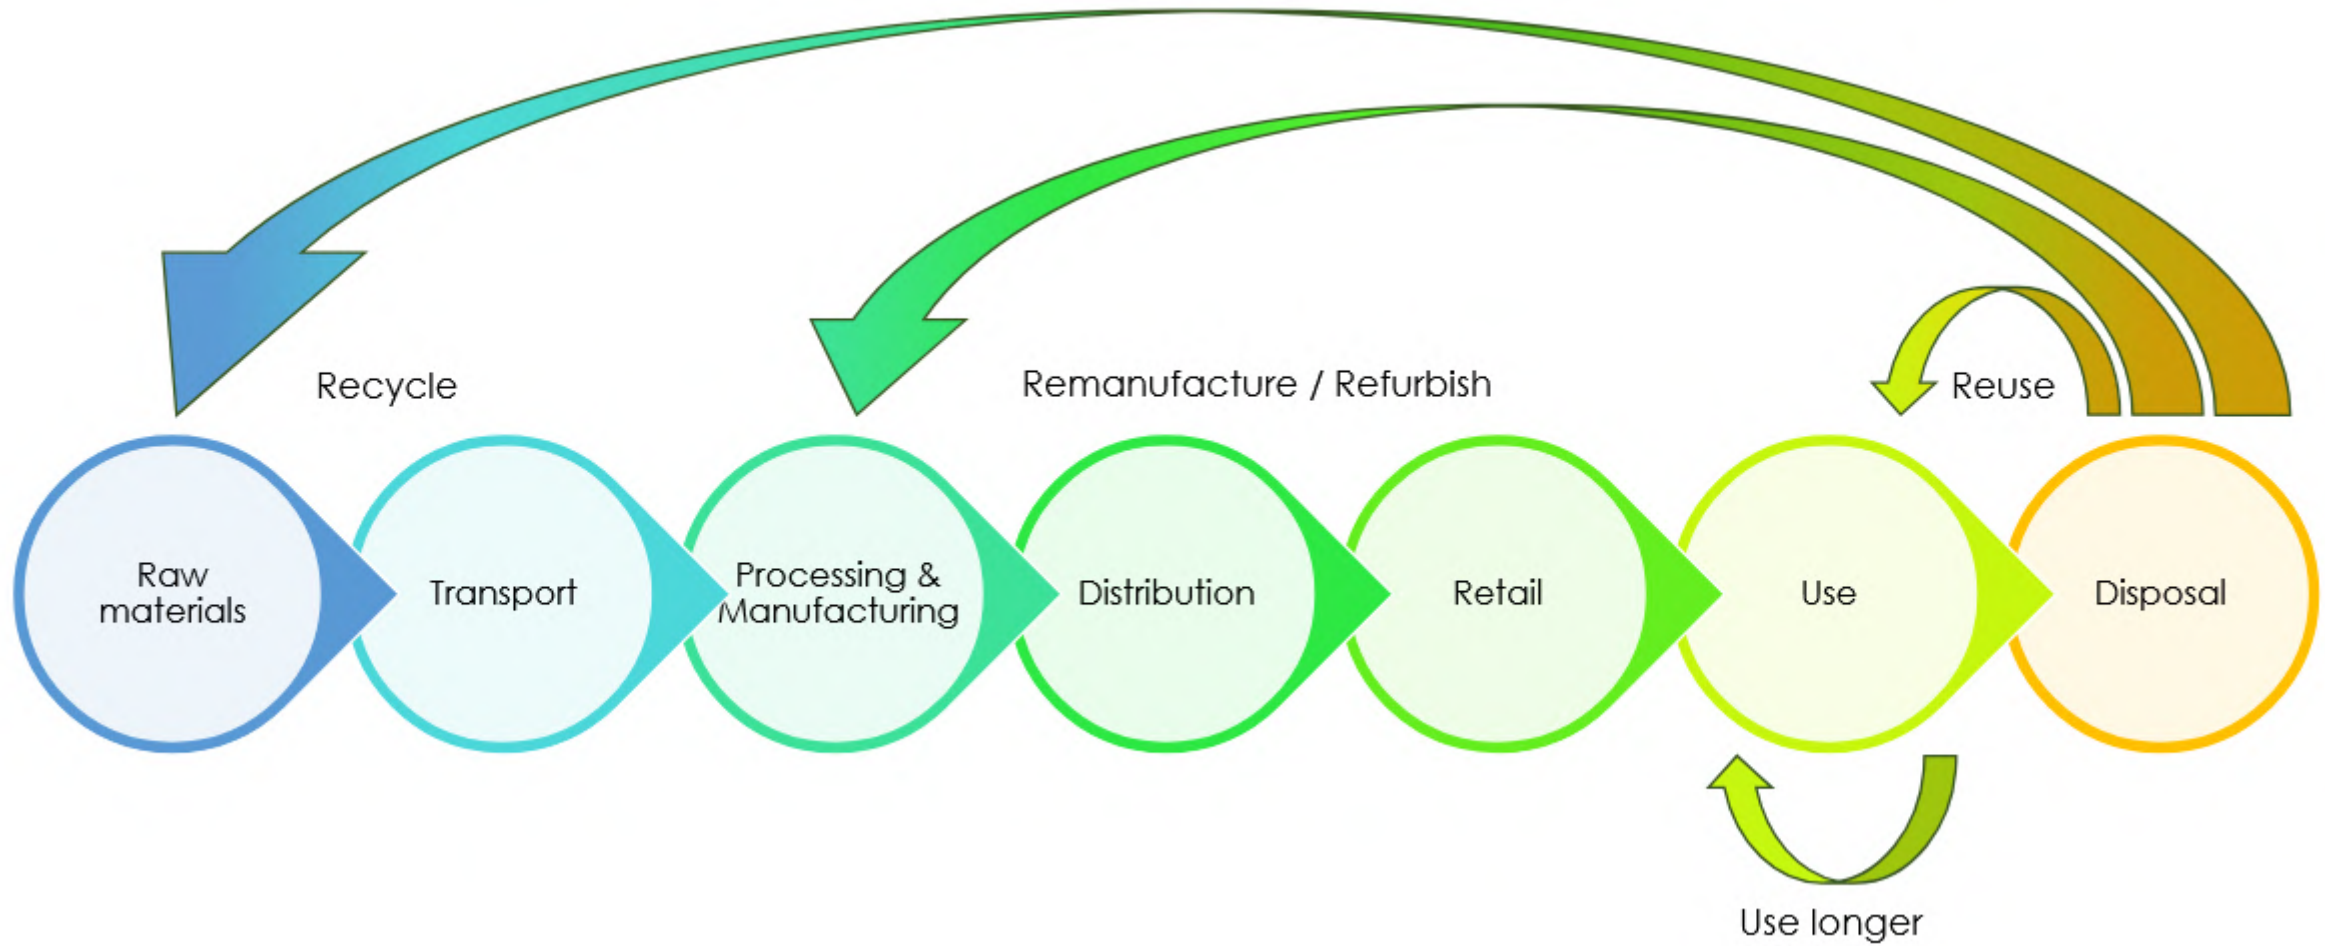 Recycle
Remanufacture / Refurbish
Reuse
Raw
materials
Transport
Processing &
Manufacturing
Distribution
Retail
Use
Disposal
Use longer